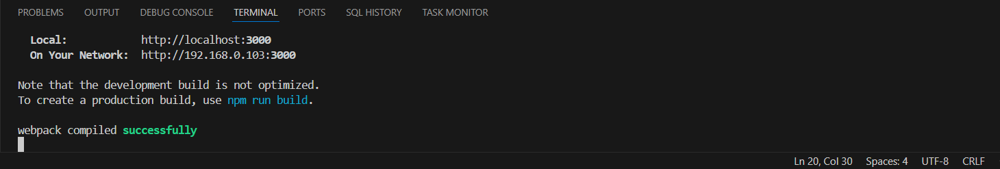 PROBLEMS OUTPUT DEBUG CONSOLE TERMINAL PORTS SQL HISTORY TASK MONITOR
Local: http://localhost:3000
On Your Network: http://192.168.0.103:3000
Note that the development build is not optimized.
To create a production build, use npm run build.
webpack compiled successfully
Ln 20, Col 30 Spaces: 4 UTF-8 CRLF